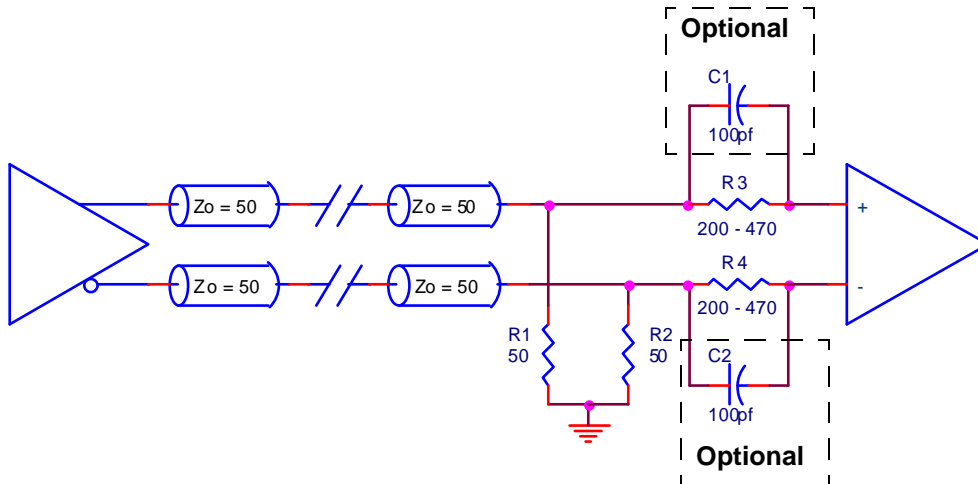 Optional
C1
100pf
Zo = 50
Zo = 50
R3
200 - 470
+
Zo = 50
Zo = 50
R4
200 - 470
-
R1
50
R2
50
C2
100pf
Optional